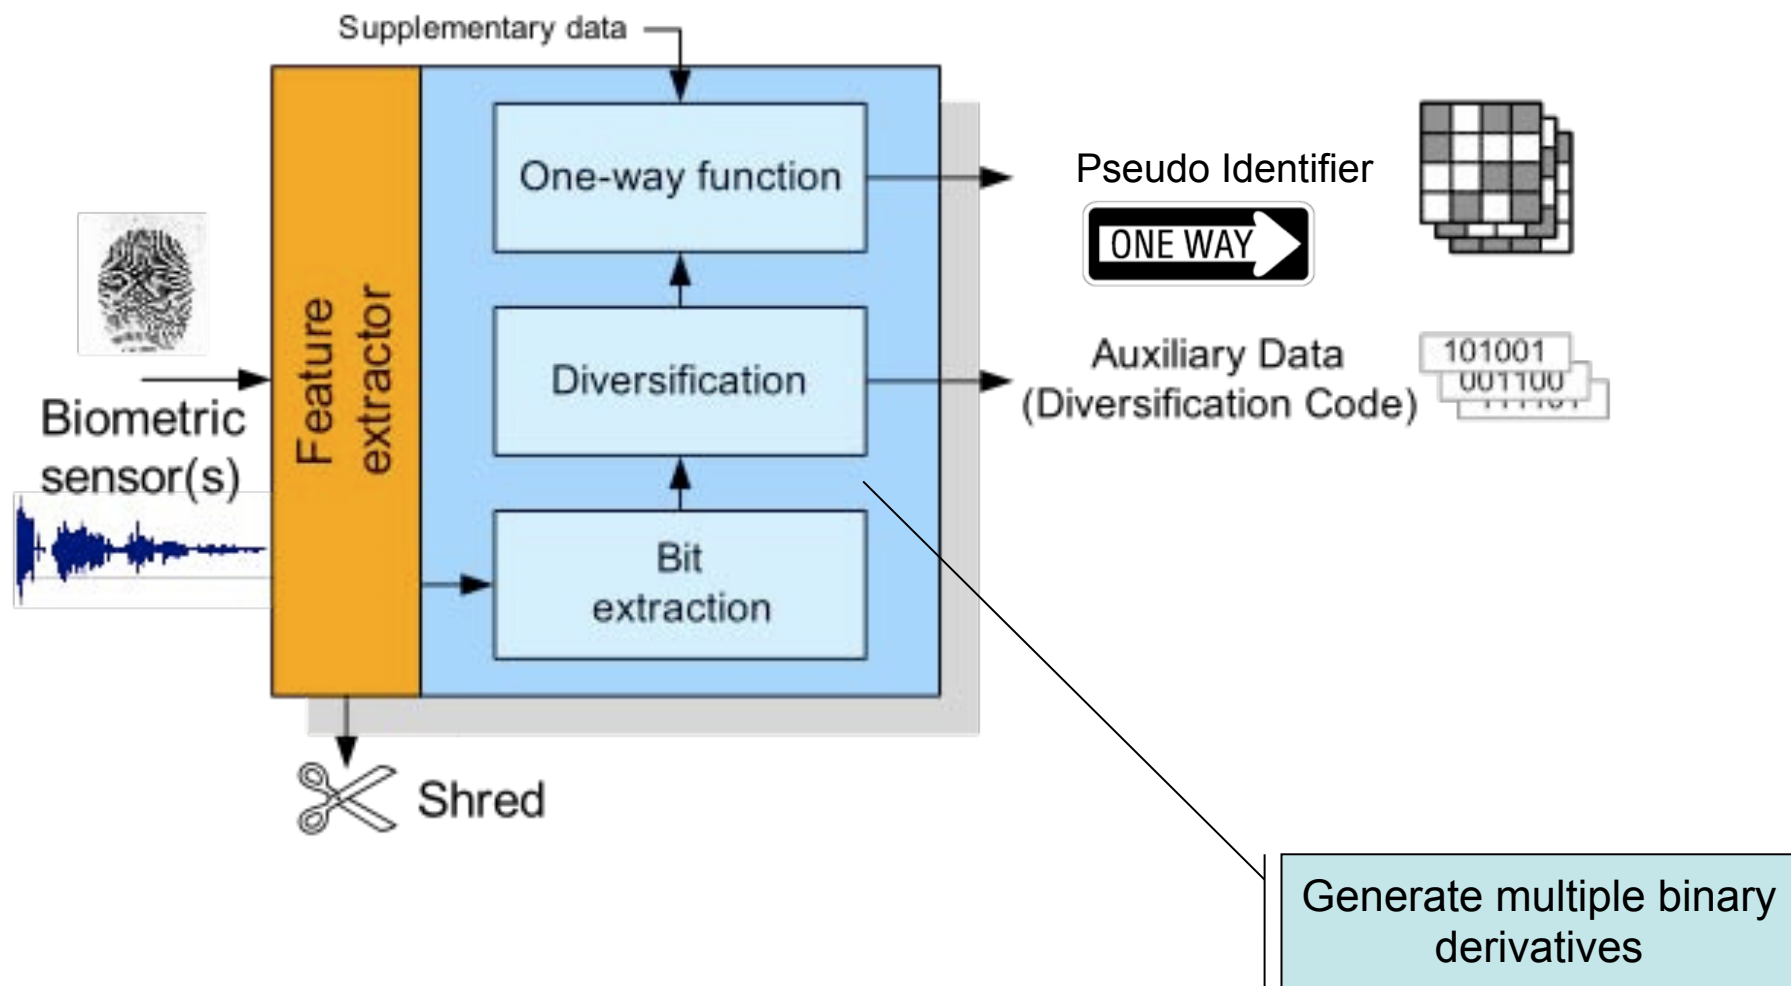 Supplementary data
One-way function
Pseudo Identifier
ONE WAY
Feature
extractor
Diversification
Auxiliary Data
(Diversification Code)
101001
001100
Biometric
sensor(s)
Bit
extraction
Shred
Generate multiple binary
derivatives